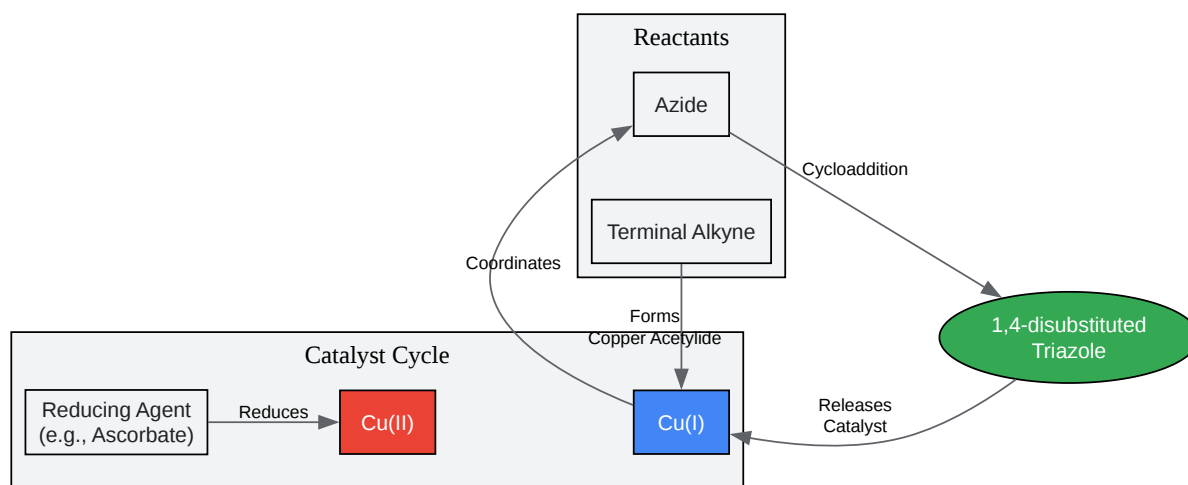 Reactants
Azide
Cycloaddition
Terminal Alkyne
Coordinates
Forms
Copper Acetylide
1,4-disubstituted
Triazole
Catalyst Cycle
Reducing Agent
(e.g., Ascorbate)
Reduces
Cu(II)
Cu(I)
Releases
Catalyst